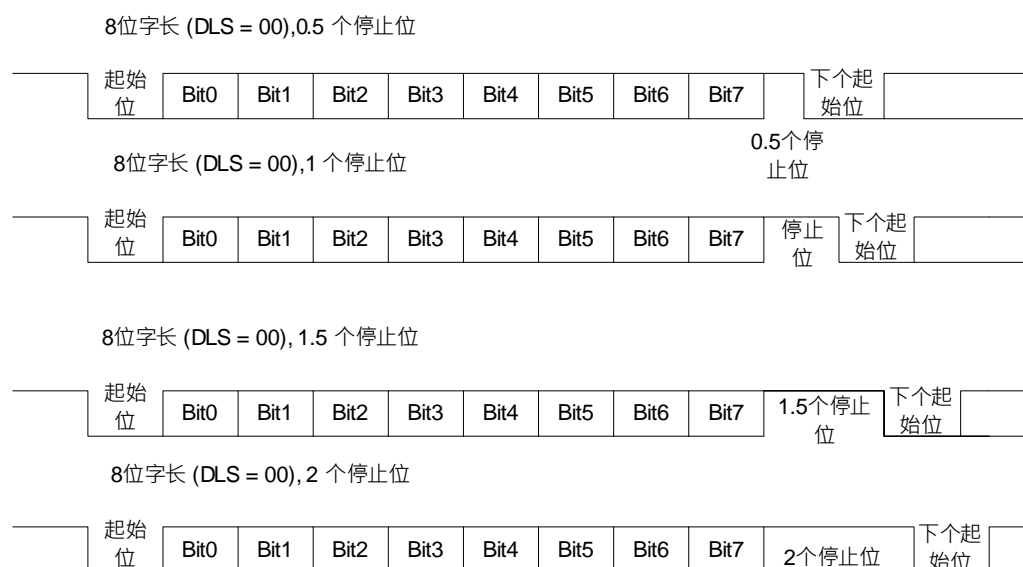 8位字长 (DLS = 00),0.5 个停止位
起始
位
Bit0 Bit1 Bit2 Bit3 Bit4 Bit5 Bit6 Bit7
下个起
始位
0.5个停
止位
8位字长 (DLS = 00),1 个停止位
起始
位
Bit0 Bit1 Bit2 Bit3 Bit4 Bit5 Bit6 Bit7
停止
位
下个起
始位
8位字长 (DLS = 00), 1.5 个停止位
起始
位
Bit0 Bit1 Bit2 Bit3 Bit4 Bit5 Bit6 Bit7
1.5个停止
位
下个起
始位
8位字长 (DLS = 00), 2 个停止位
起始
位
Bit0 Bit1 Bit2 Bit3 Bit4 Bit5 Bit6 Bit7
2个停止位
下个起
始位